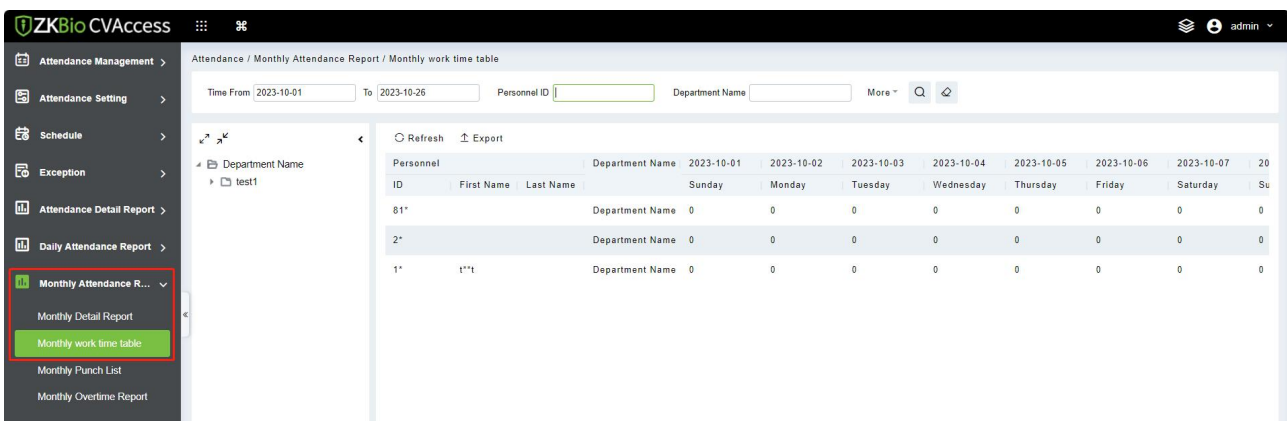 ZKBio CVAccess
admin
Attendance Management
Attendance Setting
Schedule
Exception
Attendance Detail Report
Daily Attendance Report
Monthly Attendance R...
Monthly Detail Report
Monthly work time table
Monthly Punch List
Monthly Overtime Report
Attendance / Monthly Attendance Report / Monthly work time table
Time From 2023-10-01 To 2023-10-26 Personnel ID Department Name More
Department Name
test1
Refresh Export
Personnel Department Name 2023-10-01 2023-10-02 2023-10-03 2023-10-04 2023-10-05 2023-10-06 2023-10-07 20
ID First Name Last Name Sunday Monday Tuesday Wednesday Thursday Friday Saturday Su
81* Department Name 0 0 0 0 0 0 0 0
2* Department Name 0 0 0 0 0 0 0 0
1* t**t Department Name 0 0 0 0 0 0 0 0